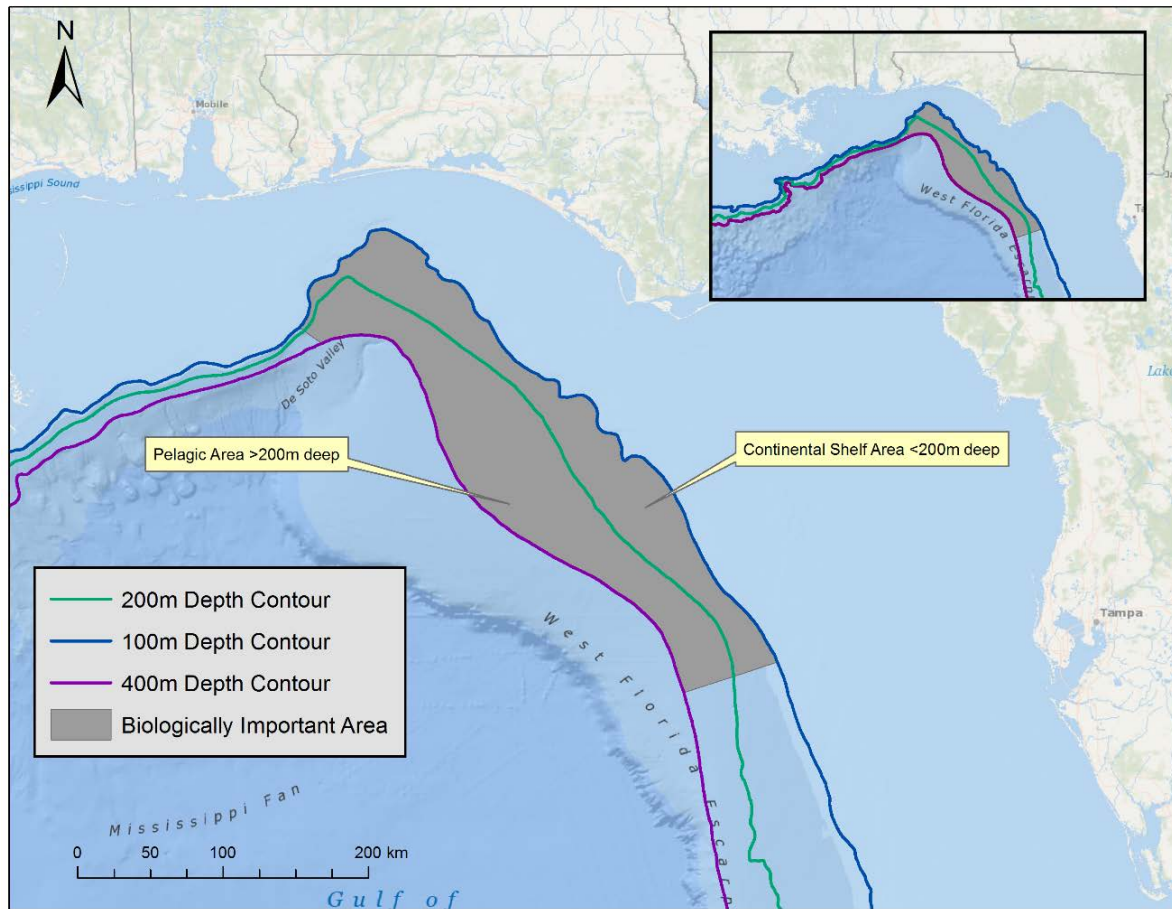 N
Mobile
ississippi Sound
De Soto Valley
Pelagic Area >200m deep
Continental Shelf Area <200m deep
West Florida Escarp
Lake
Tampa
200m Depth Contour
100m Depth Contour
400m Depth Contour
Biologically Important Area
Mississippi Fan
0 50 100 200 km
Gulf of
West Florida Escarp
Ta